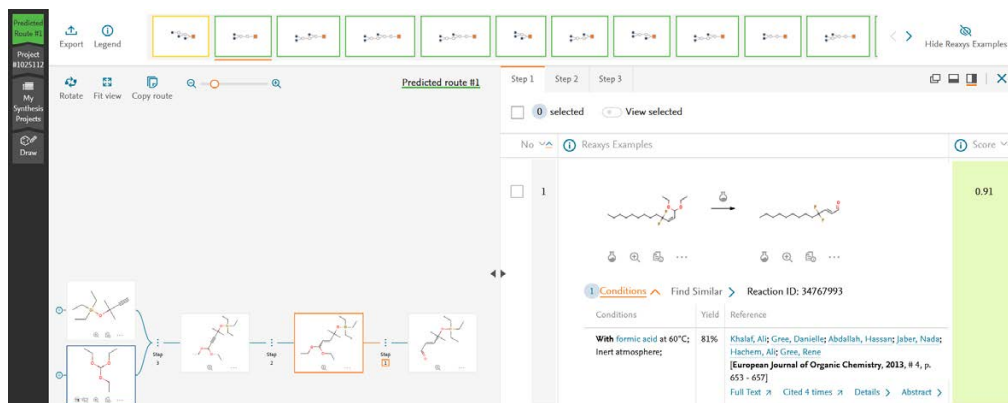 Predicted
Route #1
Project
#1025112
My
Synthesis
Projects
Draw
Export
Legend
Hide Reaxys Examples
Rotate
Fit view
Copy route
Predicted route #1
Step 1
Step 2
Step 3
0 selected
View selected
No
Reaxys Examples
Score
1
0.91
1 Conditions
Find Similar
Reaction ID: 34767993
Conditions
Yield
Reference
With formic acid at 60°C;
Inert atmosphere;
81%
Khalaf, Ali; Gree, Danielle; Abdallah, Hassan; Jaber, Nada;
Hachem, Ali; Gree, Rene
[European Journal of Organic Chemistry, 2013, # 4, p.
653 - 657]
Full Text
Cited 4 times
Details
Abstract
Step
3
Step
2
Step
1